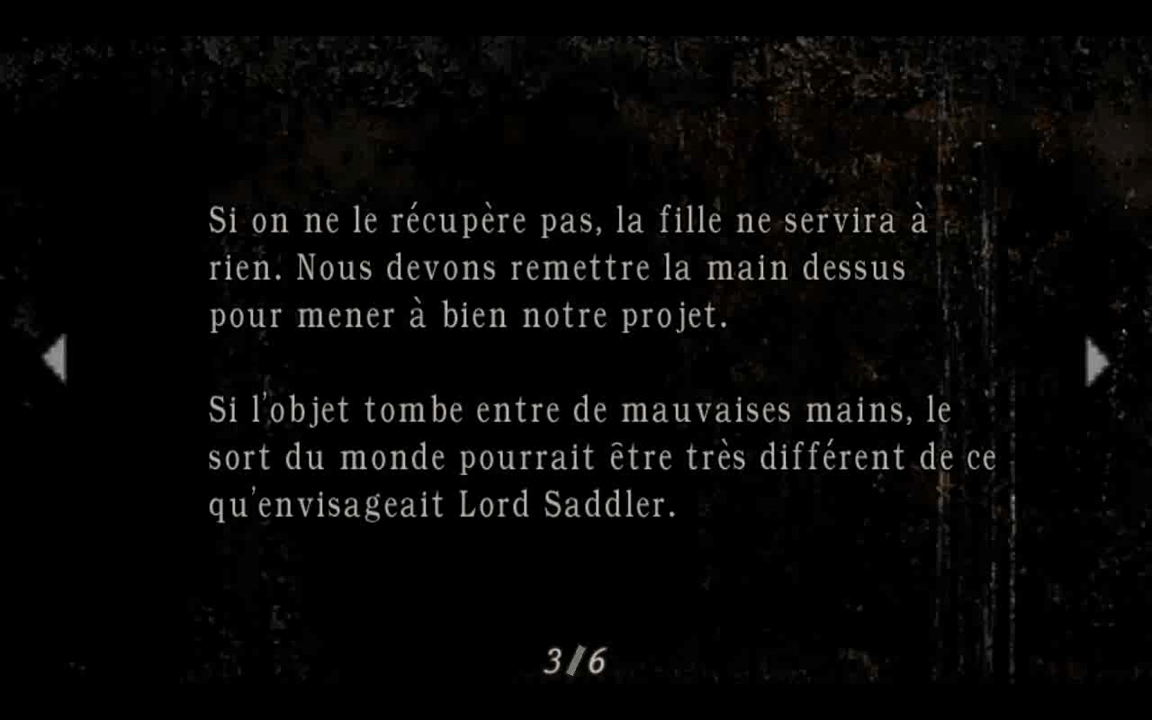 Si on ne le récupère pas, la fille ne servira à
rien. Nous devons remettre la main dessus
pour mener à bien notre projet.
Si l'objet tombe entre de mauvaises mains, le
sort du monde pourrait être très différent de ce
qu'envisageait Lord Saddler.
3/6